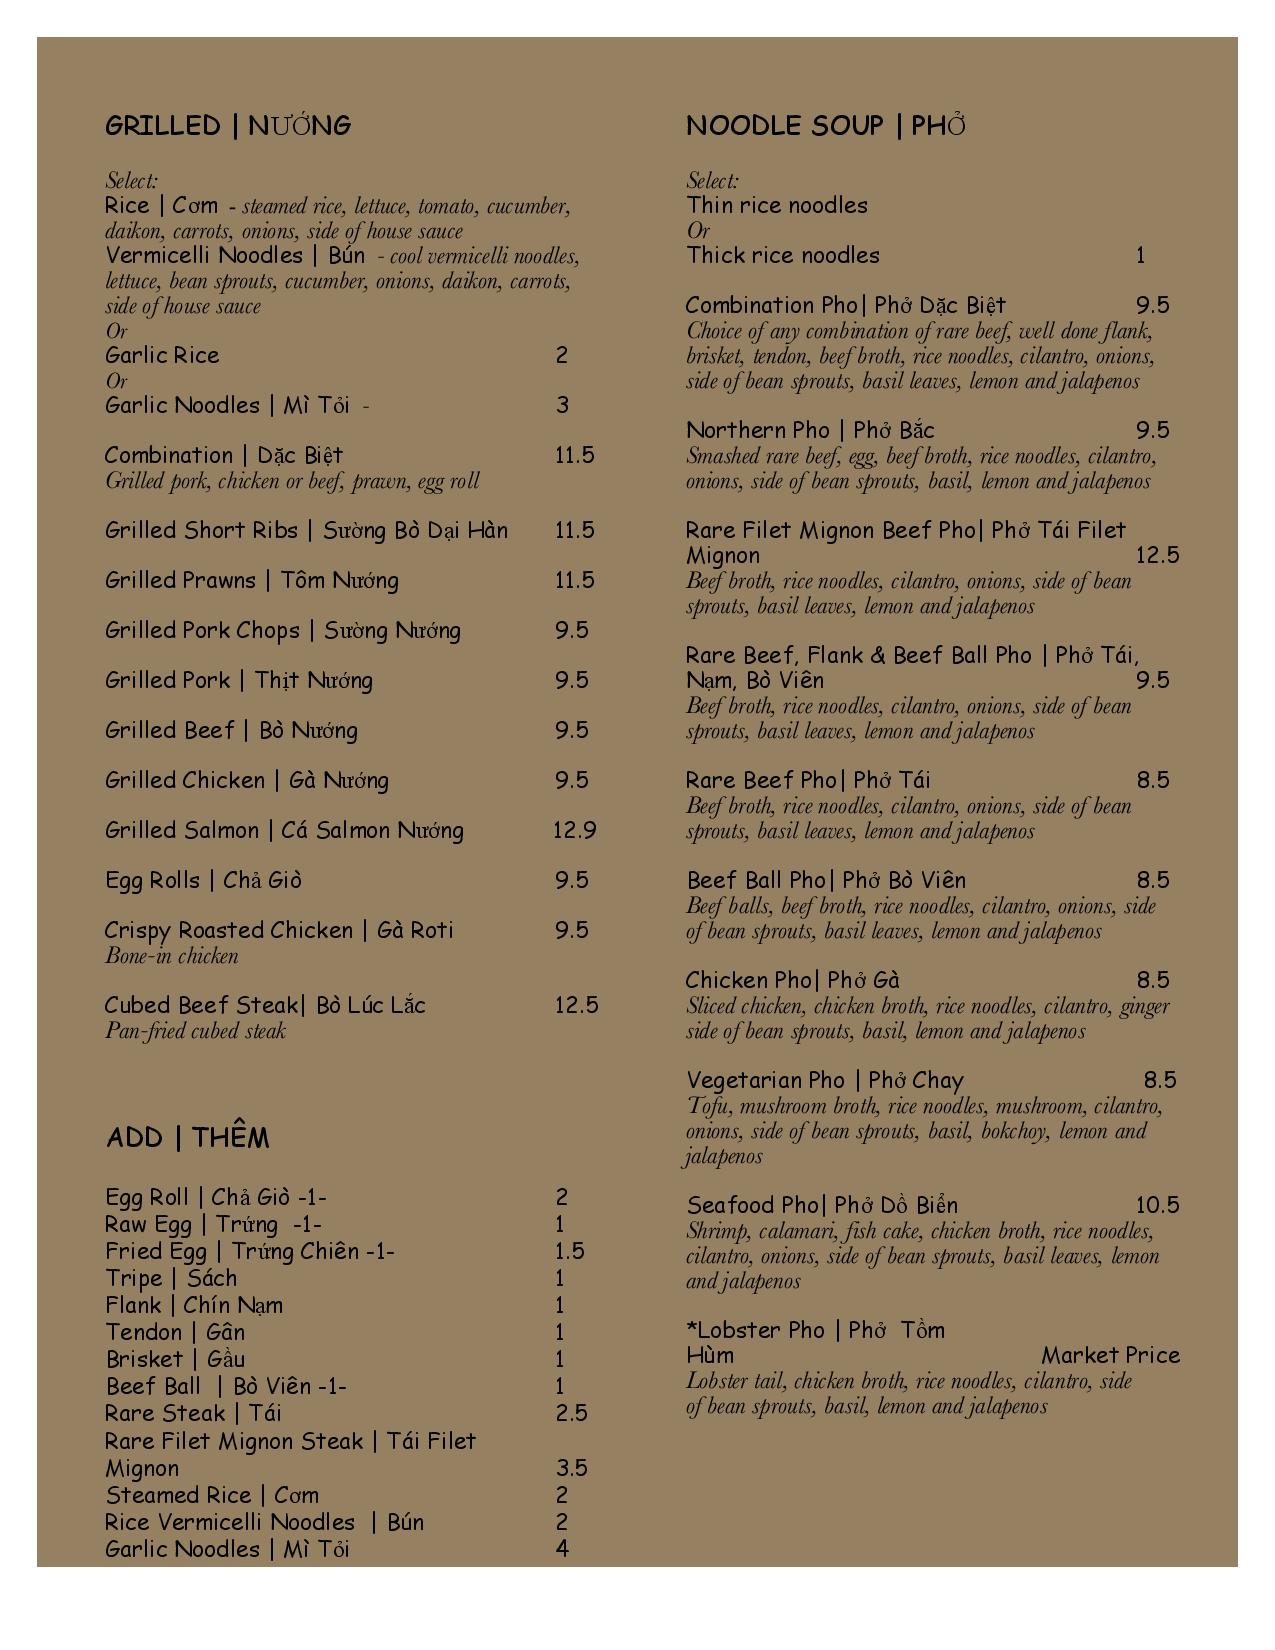 GRILLED | NƯỚNG
Select:
Rice | Cơm - steamed rice, lettuce, tomato, cucumber,
daikon, carrots, onions, side of house sauce
Vermicelli Noodles | Bún - cool vermicelli noodles,
lettuce, bean sprouts, cucumber, onions, daikon, carrots,
side of house sauce
Or
Garlic Rice 2
Or
Garlic Noodles | Mì Tỏi - 3
Combination | Dặc Biệt 11.5
Grilled pork, chicken or beef, prawn, egg roll
Grilled Short Ribs | Sường Bò Dại Hàn 11.5
Grilled Prawns | Tôm Nướng 11.5
Grilled Pork Chops | Sường Nướng 9.5
Grilled Pork | Thịt Nướng 9.5
Grilled Beef | Bò Nướng 9.5
Grilled Chicken | Gà Nướng 9.5
Grilled Salmon | Cá Salmon Nướng 12.9
Egg Rolls | Chả Giò 9.5
Crispy Roasted Chicken | Gà Roti 9.5
Bone-in chicken
Cubed Beef Steak| Bò Lúc Lắc 12.5
Pan-fried cubed steak
ADD | THÊM
Egg Roll | Chả Giò -1- 2
Raw Egg | Trứng -1- 1
Fried Egg | Trứng Chiên -1- 1.5
Tripe | Sách 1
Flank | Chín Nạm 1
Tendon | Gân 1
Brisket | Gầu 1
Beef Ball | Bò Viên -1- 1
Rare Steak | Tái 2.5
Rare Filet Mignon Steak | Tái Filet
Mignon 3.5
Steamed Rice | Cơm 2
Rice Vermicelli Noodles | Bún 2
Garlic Noodles | Mì Tỏi 4
NOODLE SOUP | PHỞ
Select:
Thin rice noodles
Or
Thick rice noodles 1
Combination Pho| Phở Dặc Biệt 9.5
Choice of any combination of rare beef, well done flank,
brisket, tendon, beef broth, rice noodles, cilantro, onions,
side of bean sprouts, basil leaves, lemon and jalapenos
Northern Pho | Phở Bắc 9.5
Smashed rare beef, egg, beef broth, rice noodles, cilantro,
onions, side of bean sprouts, basil, lemon and jalapenos
Rare Filet Mignon Beef Pho| Phở Tái Filet
Mignon 12.5
Beef broth, rice noodles, cilantro, onions, side of bean
sprouts, basil leaves, lemon and jalapenos
Rare Beef, Flank & Beef Ball Pho | Phở Tái,
Nạm, Bò Viên 9.5
Beef broth, rice noodles, cilantro, onions, side of bean
sprouts, basil leaves, lemon and jalapenos
Rare Beef Pho| Phở Tái 8.5
Beef broth, rice noodles, cilantro, onions, side of bean
sprouts, basil leaves, lemon and jalapenos
Beef Ball Pho| Phở Bò Viên 8.5
Beef balls, beef broth, rice noodles, cilantro, onions, side
of bean sprouts, basil leaves, lemon and jalapenos
Chicken Pho| Phở Gà 8.5
Sliced chicken, chicken broth, rice noodles, cilantro, ginger
side of bean sprouts, basil, lemon and jalapenos
Vegetarian Pho | Phở Chay 8.5
Tofu, mushroom broth, rice noodles, mushroom, cilantro,
onions, side of bean sprouts, basil, bokchoy, lemon and
jalapenos
Seafood Pho| Phở Dồ Biển 10.5
Shrimp, calamari, fish cake, chicken broth, rice noodles,
cilantro, onions, side of bean sprouts, basil leaves, lemon
and jalapenos
*Lobster Pho | Phở Tồm
Hùm Market Price
Lobster tail, chicken broth, rice noodles, cilantro, side
of bean sprouts, basil, lemon and jalapenos